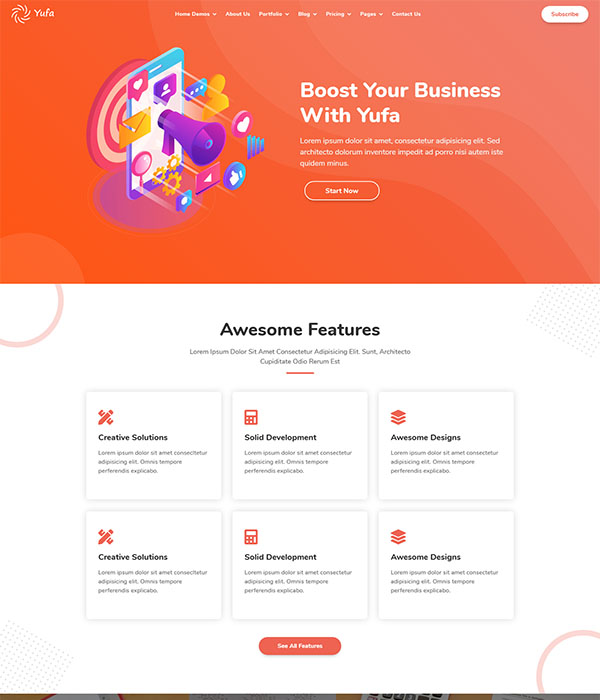 Yufa
Home Demos
About Us
Portfolio
Blog
Pricing
Pages
Contact Us
Subscribe
Boost Your Business
With Yufa
Lorem ipsum dolor sit amet, consectetur adipisicing elit. Sed
architecto dolorum inventore impedit ad porro nisi autem iste
quidem minus.
Start Now
Awesome Features
Lorem Ipsum Dolor Sit Amet Consectetur Adipisicing Elit. Sunt, Architecto
Cupiditate Odio Rerum Est
Creative Solutions
Lorem ipsum dolor sit amet consectetur
adipisicing elit. Omnis tempore
perferendis explicabo.
Solid Development
Lorem ipsum dolor sit amet consectetur
adipisicing elit. Omnis tempore
perferendis explicabo.
Awesome Designs
Lorem ipsum dolor sit amet consectetur
adipisicing elit. Omnis tempore
perferendis explicabo.
Creative Solutions
Lorem ipsum dolor sit amet consectetur
adipisicing elit. Omnis tempore
perferendis explicabo.
Solid Development
Lorem ipsum dolor sit amet consectetur
adipisicing elit. Omnis tempore
perferendis explicabo.
Awesome Designs
Lorem ipsum dolor sit amet consectetur
adipisicing elit. Omnis tempore
perferendis explicabo.
See All Features